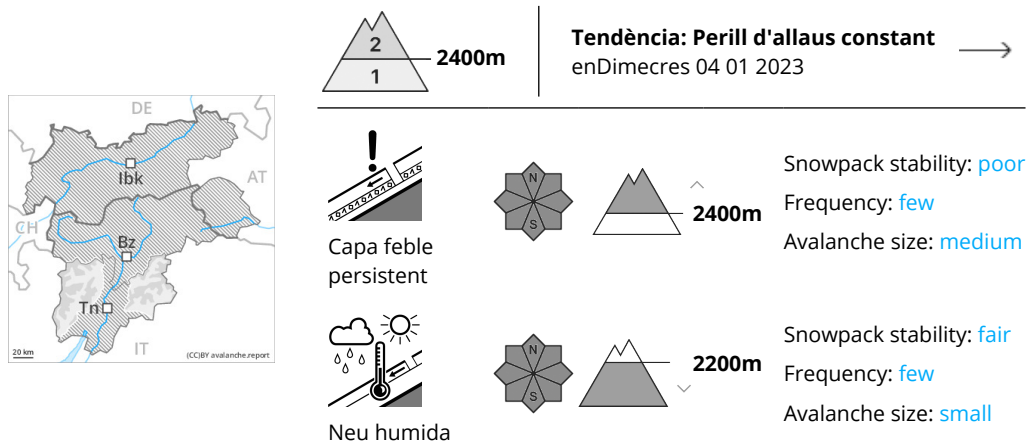 2
1
2400m
Tendència: Perill d'allaus constant
enDimecres 04 01 2023
DE
Ibk
AT
CH
Bz
Tn
IT
20 km
(CC)BY avalanche.report
N
S
2400m
Snowpack stability: poor
Frequency: few
Avalanche size: medium
Capa feble
persistent
N
S
2200m
Snowpack stability: fair
Frequency: few
Avalanche size: small
Neu humida